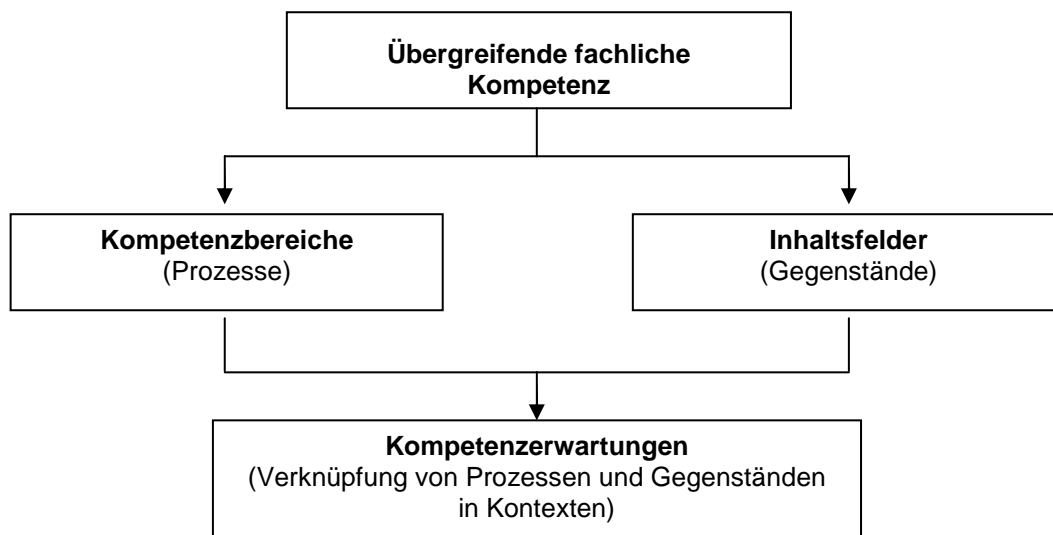 Übergreifende fachliche
Kompetenz
Kompetenzbereiche
(Prozesse)
Inhaltsfelder
(Gegenstände)
Kompetenzerwartungen
(Verknüpfung von Prozessen und Gegenständen
in Kontexten)